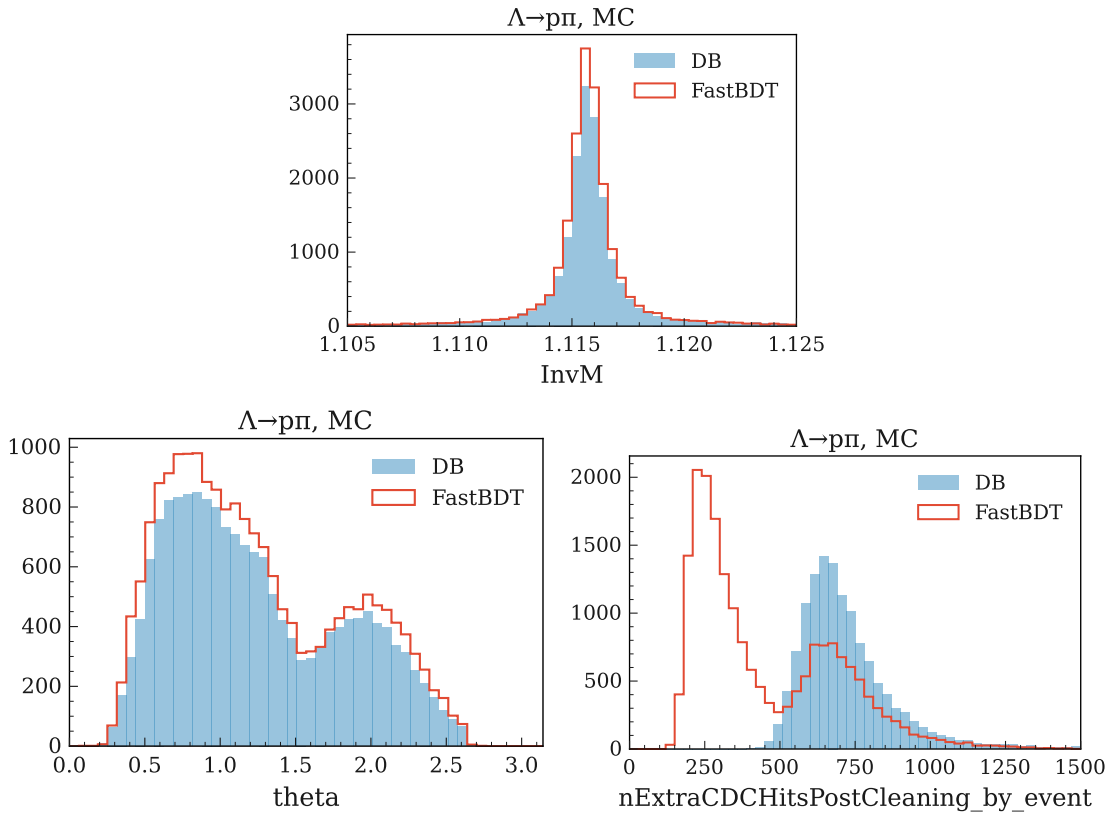 Λ→pπ, MC
DB
FastBDT
3000
2000
1000
0
1.105 1.110 1.115 1.120 1.125
InvM
Λ→pπ, MC
DB
FastBDT
1000
800
600
400
200
0
0.0 0.5 1.0 1.5 2.0 2.5 3.0
theta
Λ→pπ, MC
DB
FastBDT
2000
1500
1000
500
0
0 250 500 750 1000 1250 1500
nExtraCDCHitsPostCleaning_by_event